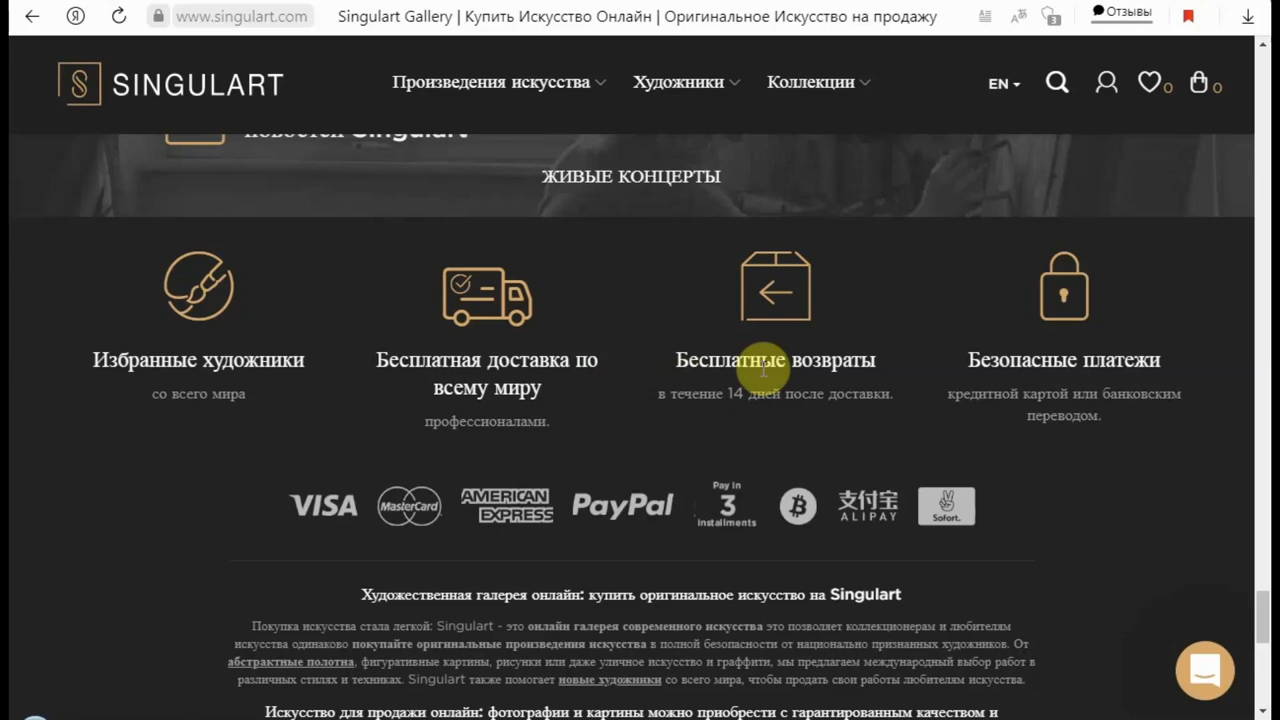 www.singulart.com
Singulart Gallery | Купить Искусство Онлайн | Оригинальное Искусство на продажу
3
Отзывы
SINGULART
Произведения искусства
Художники
Коллекции
EN
0
0
новостей Singulart
ЖИВЫЕ КОНЦЕРТЫ
Избранные художники
со всего мира
Бесплатная доставка по
всему миру
профессионалами.
Бесплатные возвраты
в течение 14 дней после доставки.
Безопасные платежи
кредитной картой или банковским
переводом.
VISA
MasterCard
AMERICAN
EXPRESS
PayPal
Pay in
3
installments
支付宝
ALIPAY
Sofort.
Художественная галерея онлайн: купить оригинальное искусство на Singulart
Покупка искусства стала легкой: Singulart - это онлайн галерея современного искусства это позволяет коллекционерам и любителям
искусства одинаково покупайте оригинальные произведения искусства в полной безопасности от национально признанных художников. От
абстрактные полотна, фигуративные картины, рисунки или даже уличное искусство и граффити, мы предлагаем международный выбор работ в
различных стилях и техниках. Singulart также помогает новые художники со всего мира, чтобы продать свои работы любителям искусства.
Искусство для продажи онлайн: фотографии и картины можно приобрести с гарантированным качеством и